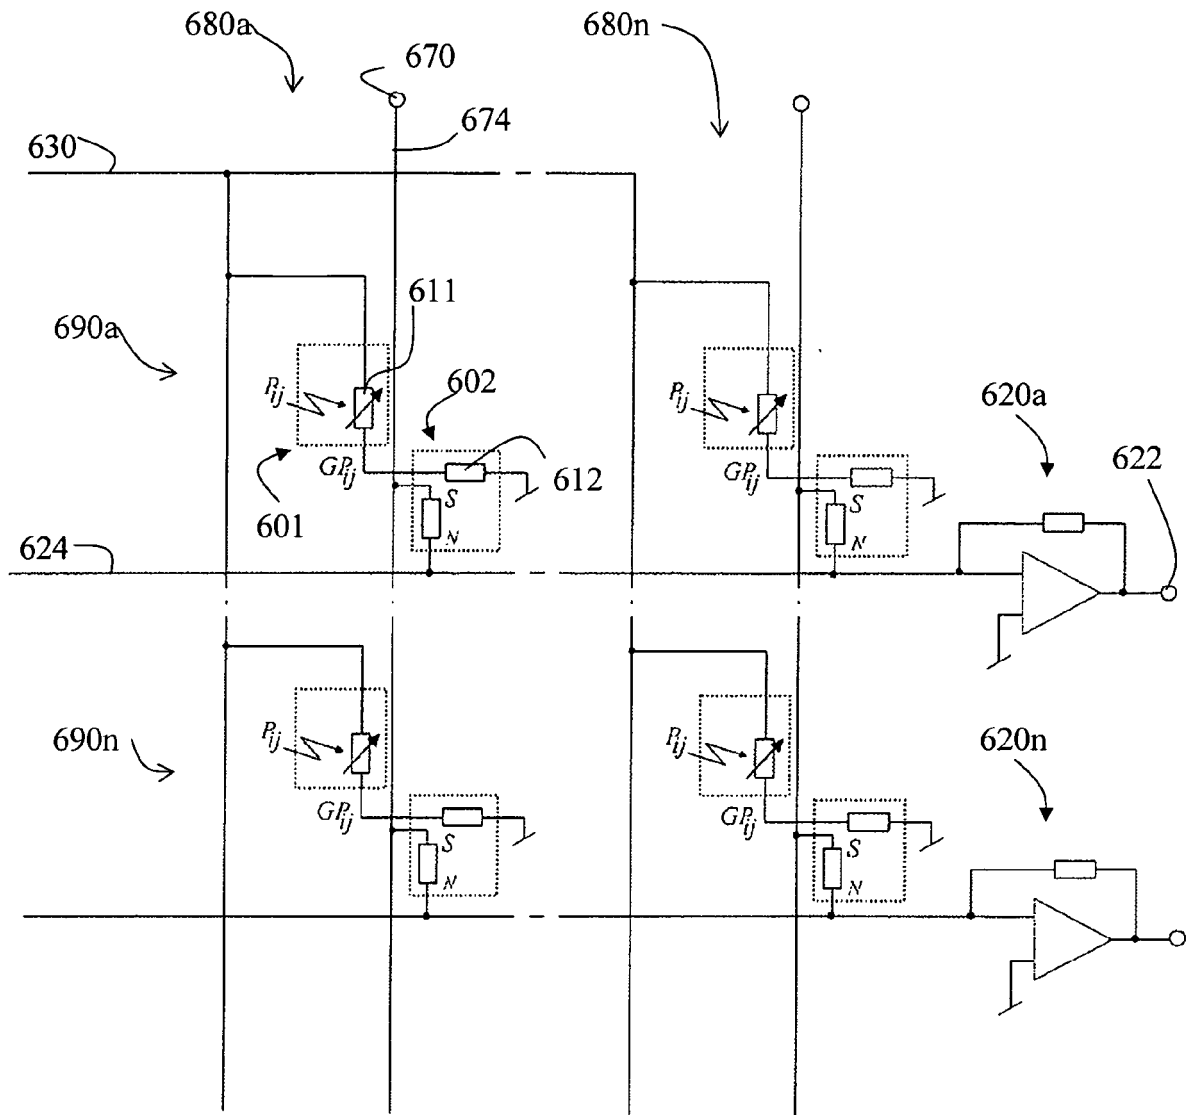 680a
680n
670
674
630
611
690a
602
620a
622
P_ij
P_ij
GP_ij
GP_ij
612
601
S
S
N
N
624
690n
620n
P_ij
P_ij
GP_ij
GP_ij
S
S
N
N